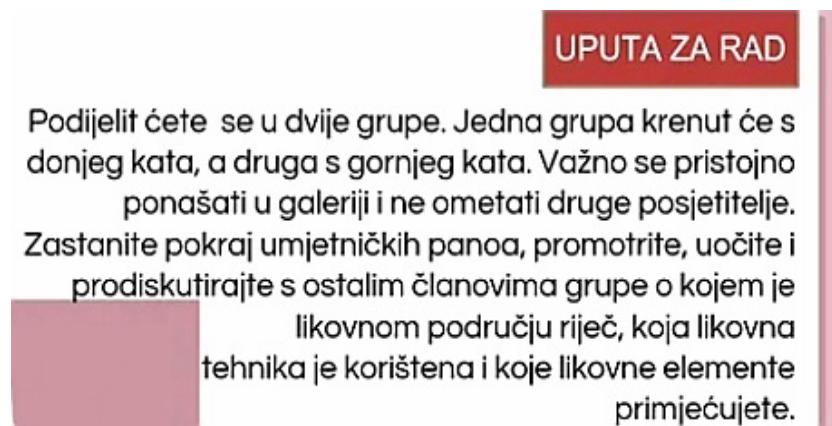 UPUTA ZA RAD
Podijelit ćete se u dvije grupe. Jedna grupa krenut će s
donjeg kata, a druga s gornjeg kata. Važno se pristojno
ponašati u galeriji i ne ometati druge posjetitelje.
Zastanite pokraj umjetničkih panoa, promotrite, uočite i
prodiskutirajte s ostalim članovima grupe o kojem je
likovnom području riječ, koja likovna
tehnika je korištena i koje likovne elemente
primjećujete.